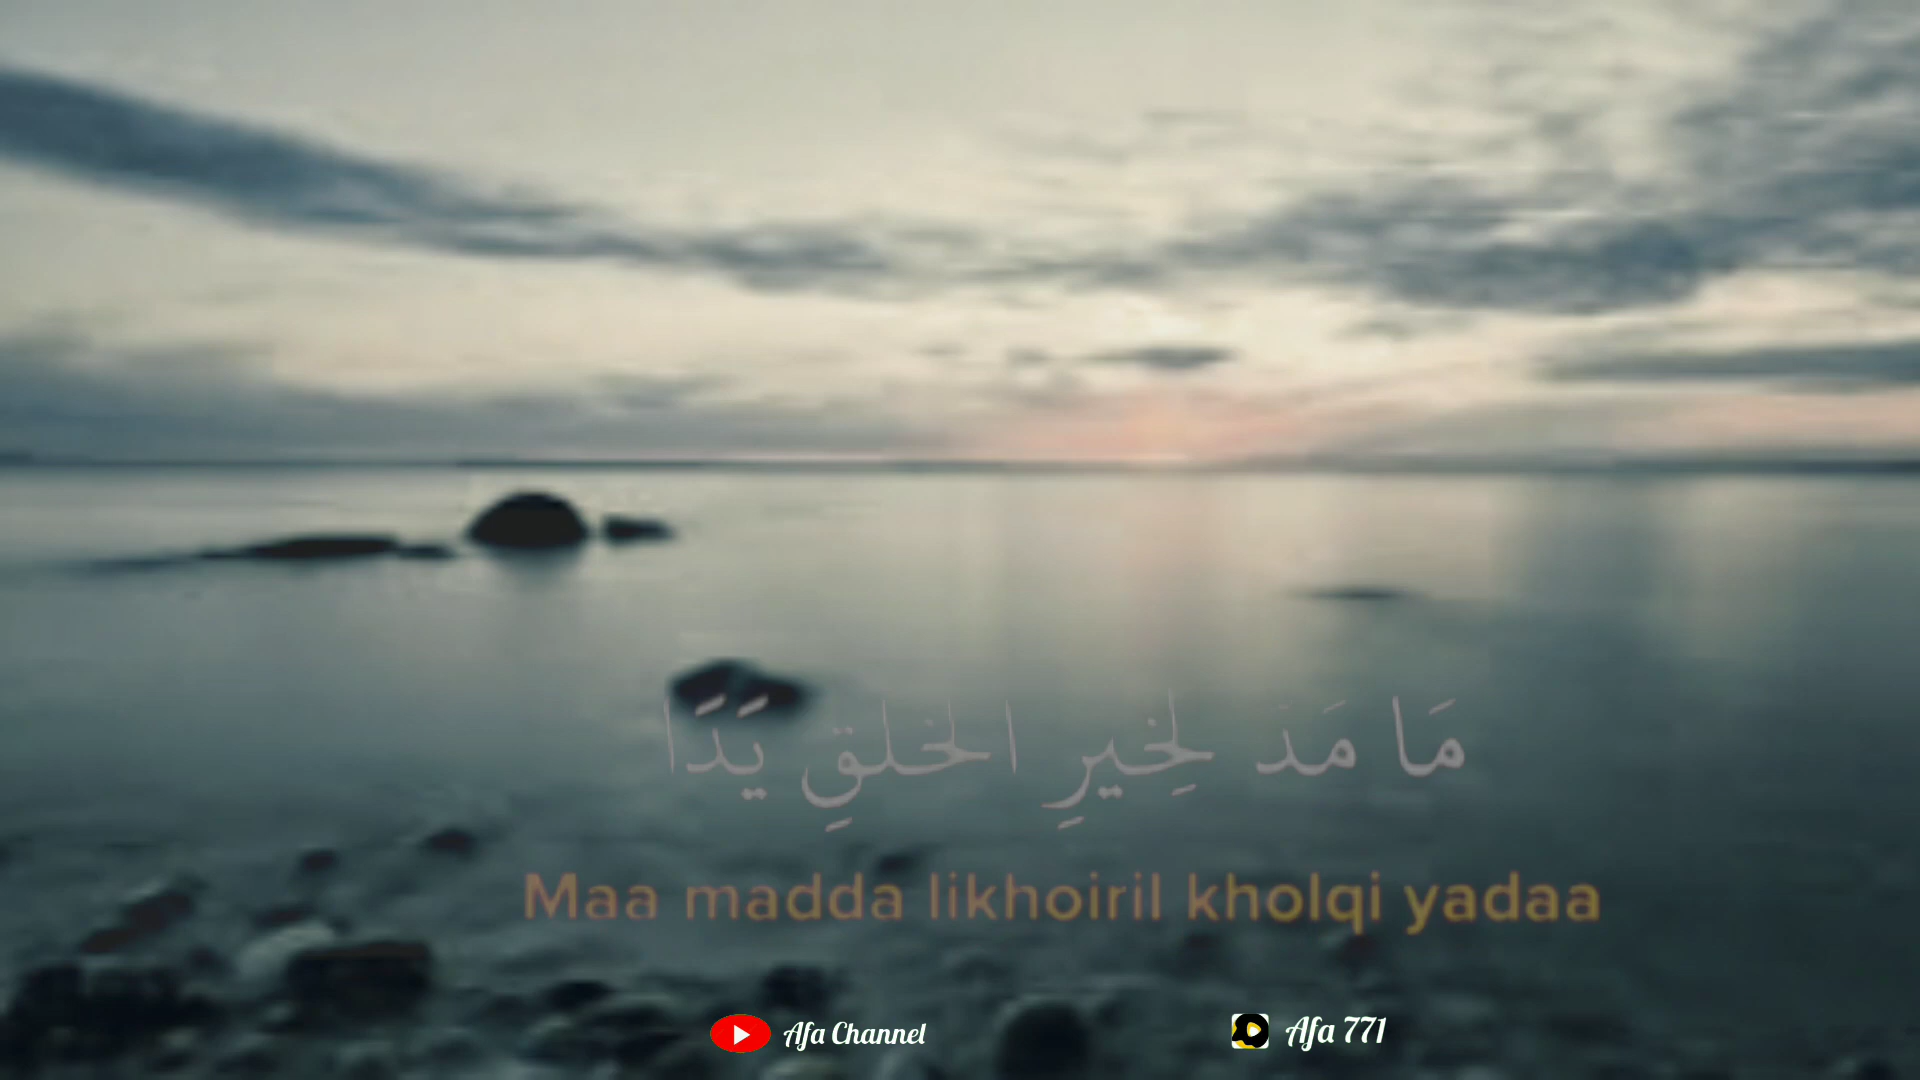 مَا مَدَّ لِخَيرِ الخَلقِ يَدًا
Maa madda likhoiril kholqi yadaa
Afa Channel
Afa 771